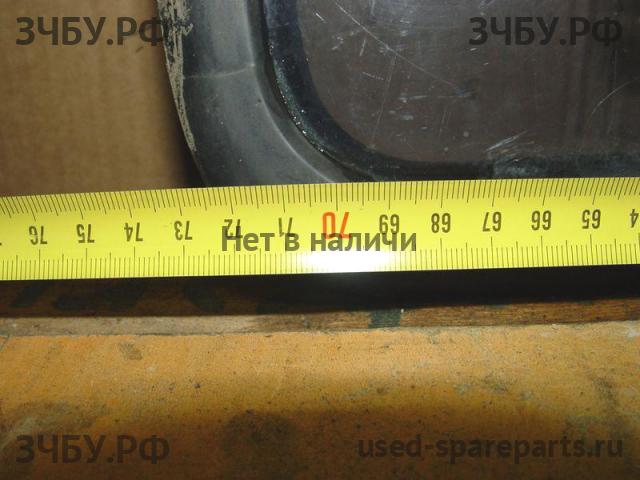 ЗЧБУ.РФ ЗЧБУ.РФ
76 75 74 73 72 71 70 69 68 67 66 65 4
Нет в наличи
ЗЧБУ.РФ used-spareparts.ru